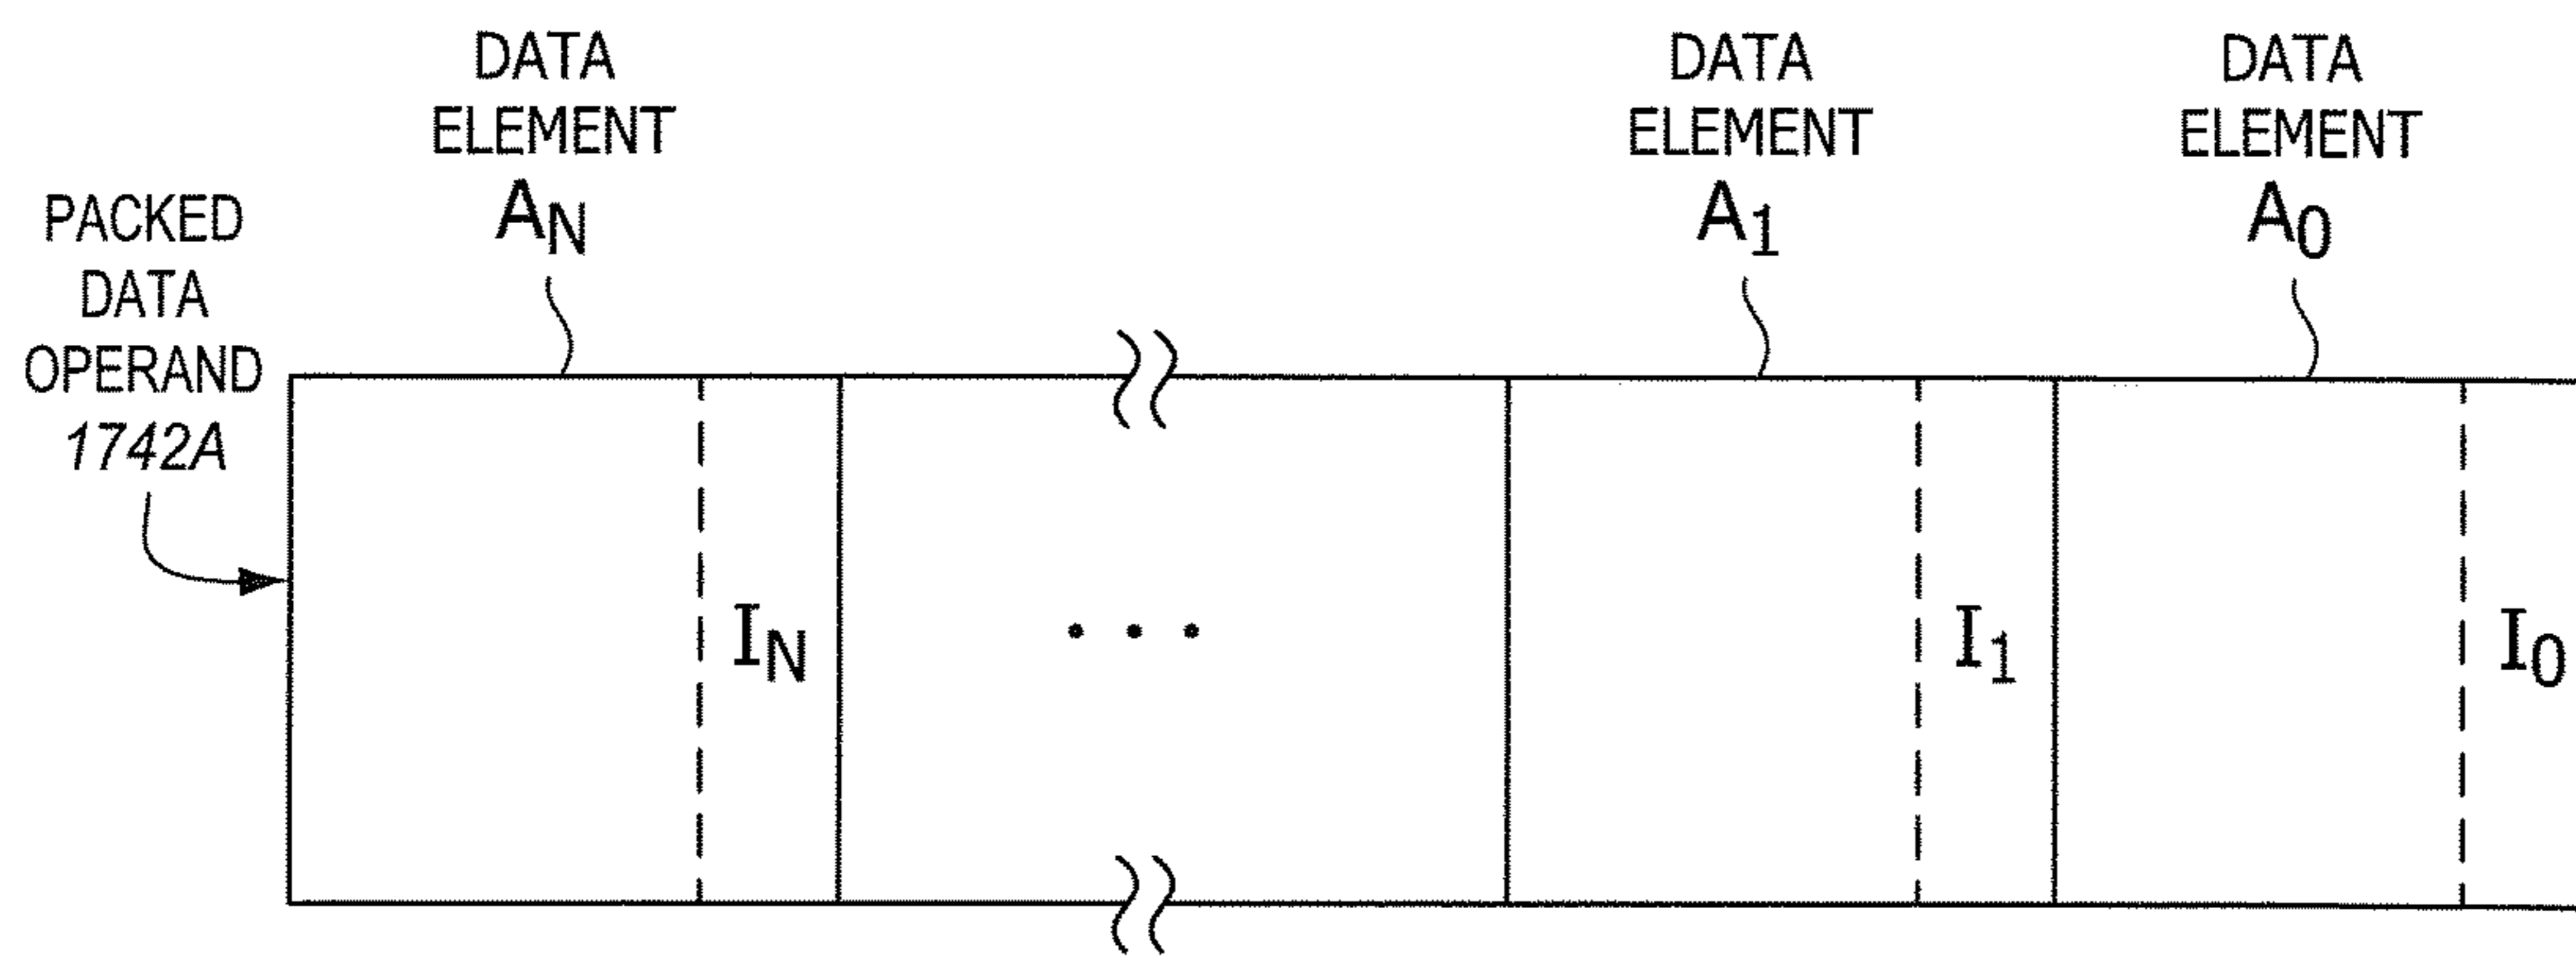 DATA
ELEMENT
A_N
DATA
ELEMENT
A_1
DATA
ELEMENT
A_0
PACKED
DATA
OPERAND
1742A
I_N
. . .
I_1
I_0